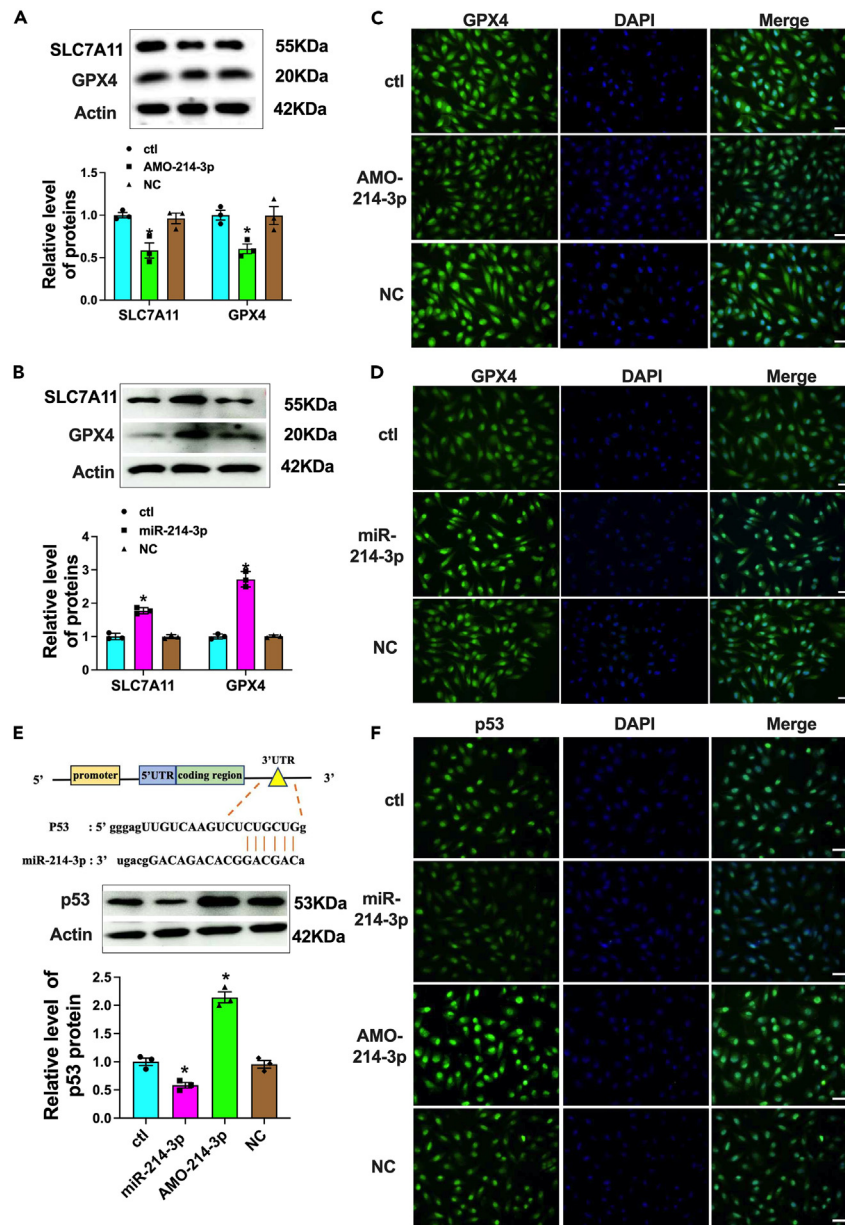 A
SLC7A11 55KDa
GPX4 20KDa
Actin 42KDa
ctl
AMO-214-3p
NC
Relative level
of proteins
1.5
1.0
0.5
0.0
* *
SLC7A11 GPX4
B
SLC7A11 55KDa
GPX4 20KDa
Actin 42KDa
ctl
miR-214-3p
NC
Relative level
of proteins
4
3
2
1
0
* *
SLC7A11 GPX4
E
5’ promoter 5’UTR coding region 3’UTR 3’
P53 : 5’ gggagUUGUCAAGUCUCUGCUGg
miR-214-3p : 3’ ugacgGACAGACACGGACGACa
p53 53KDa
Actin 42KDa
Relative level of
p53 protein
2.5
2.0
1.5
1.0
0.5
0.0
* *
ctl
miR-214-3p
AMO-214-3p
NC
C
GPX4 DAPI Merge
ctl
AMO-
214-3p
NC
D
GPX4 DAPI Merge
ctl
miR-
214-3p
NC
F
p53 DAPI Merge
ctl
miR-
214-3p
AMO-
214-3p
NC